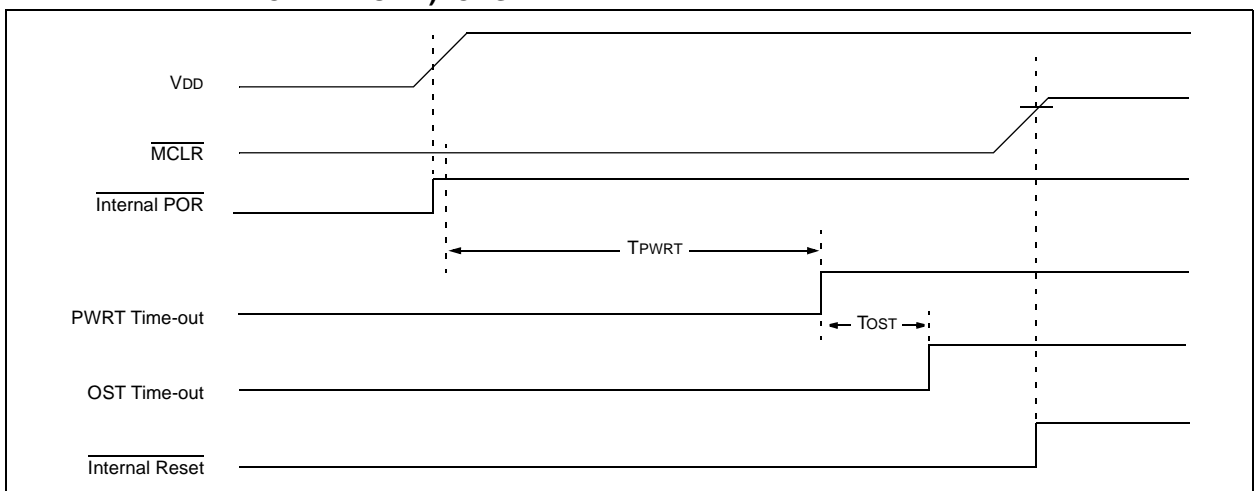 VDD
MCLR
Internal POR
TPWRT
PWRT Time-out
TOST
OST Time-out
Internal Reset